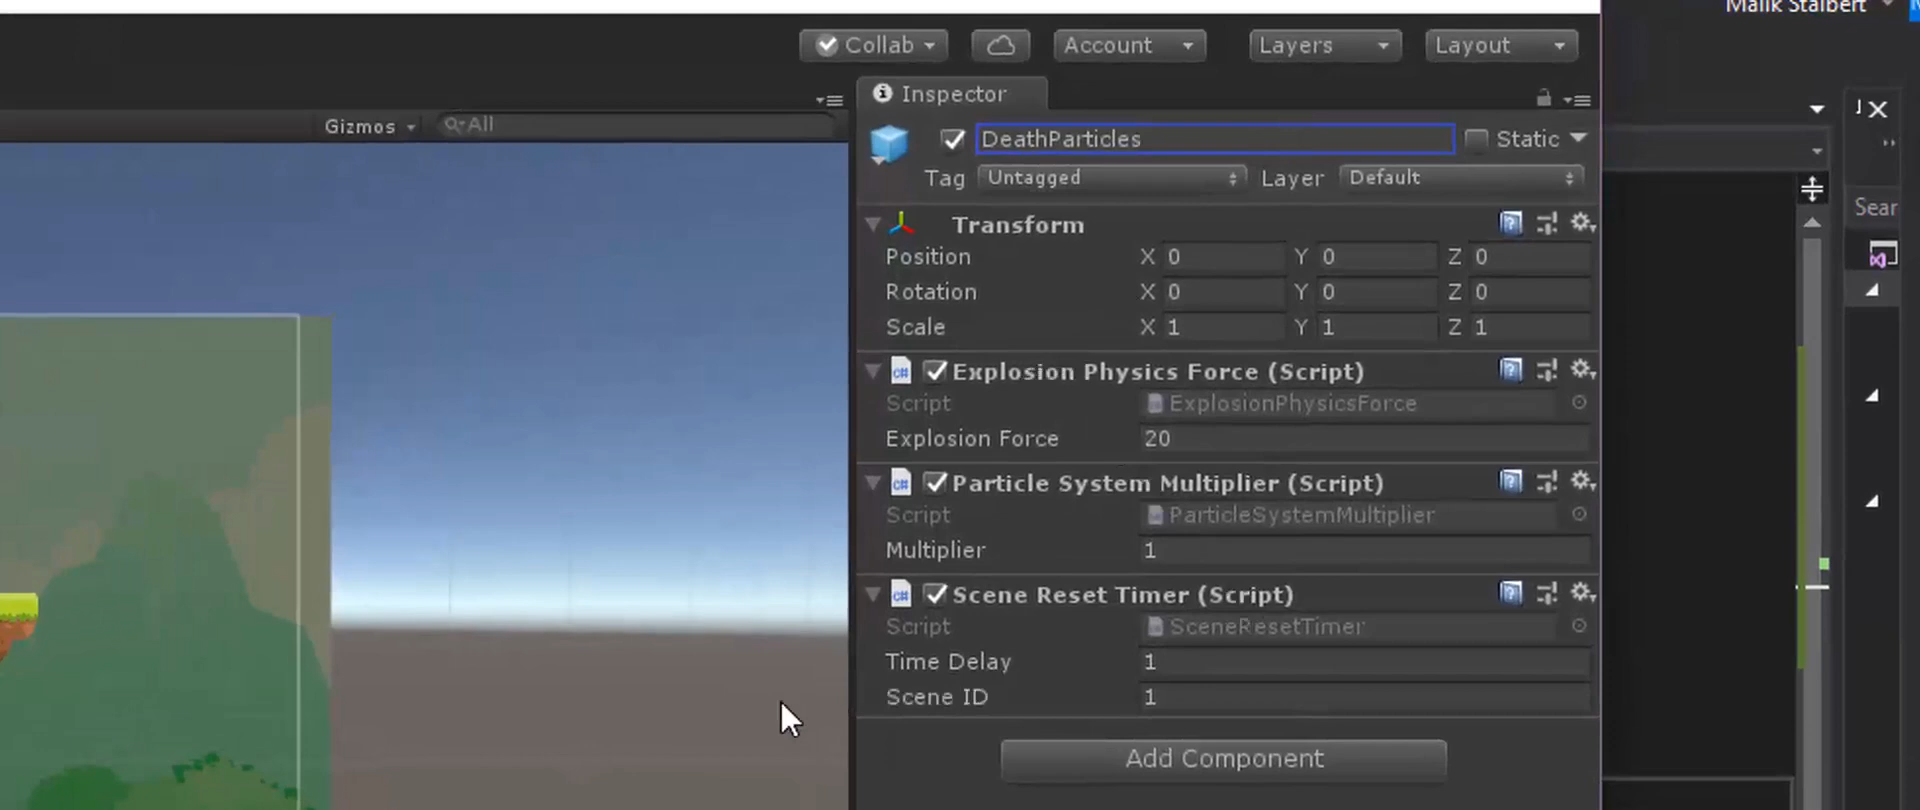 Malik Stalbert
Collab
Account
Layers
Layout
Inspector
Gizmos
All
DeathParticles
Static
Tag
Untagged
Layer
Default
Transform
Position X 0 Y 0 Z 0
Rotation X 0 Y 0 Z 0
Scale X 1 Y 1 Z 1
Explosion Physics Force (Script)
Script ExplosionPhysicsForce
Explosion Force 20
Particle System Multiplier (Script)
Script ParticleSystemMultiplier
Multiplier 1
Scene Reset Timer (Script)
Script SceneResetTimer
Time Delay 1
Scene ID 1
Add Component
Sear